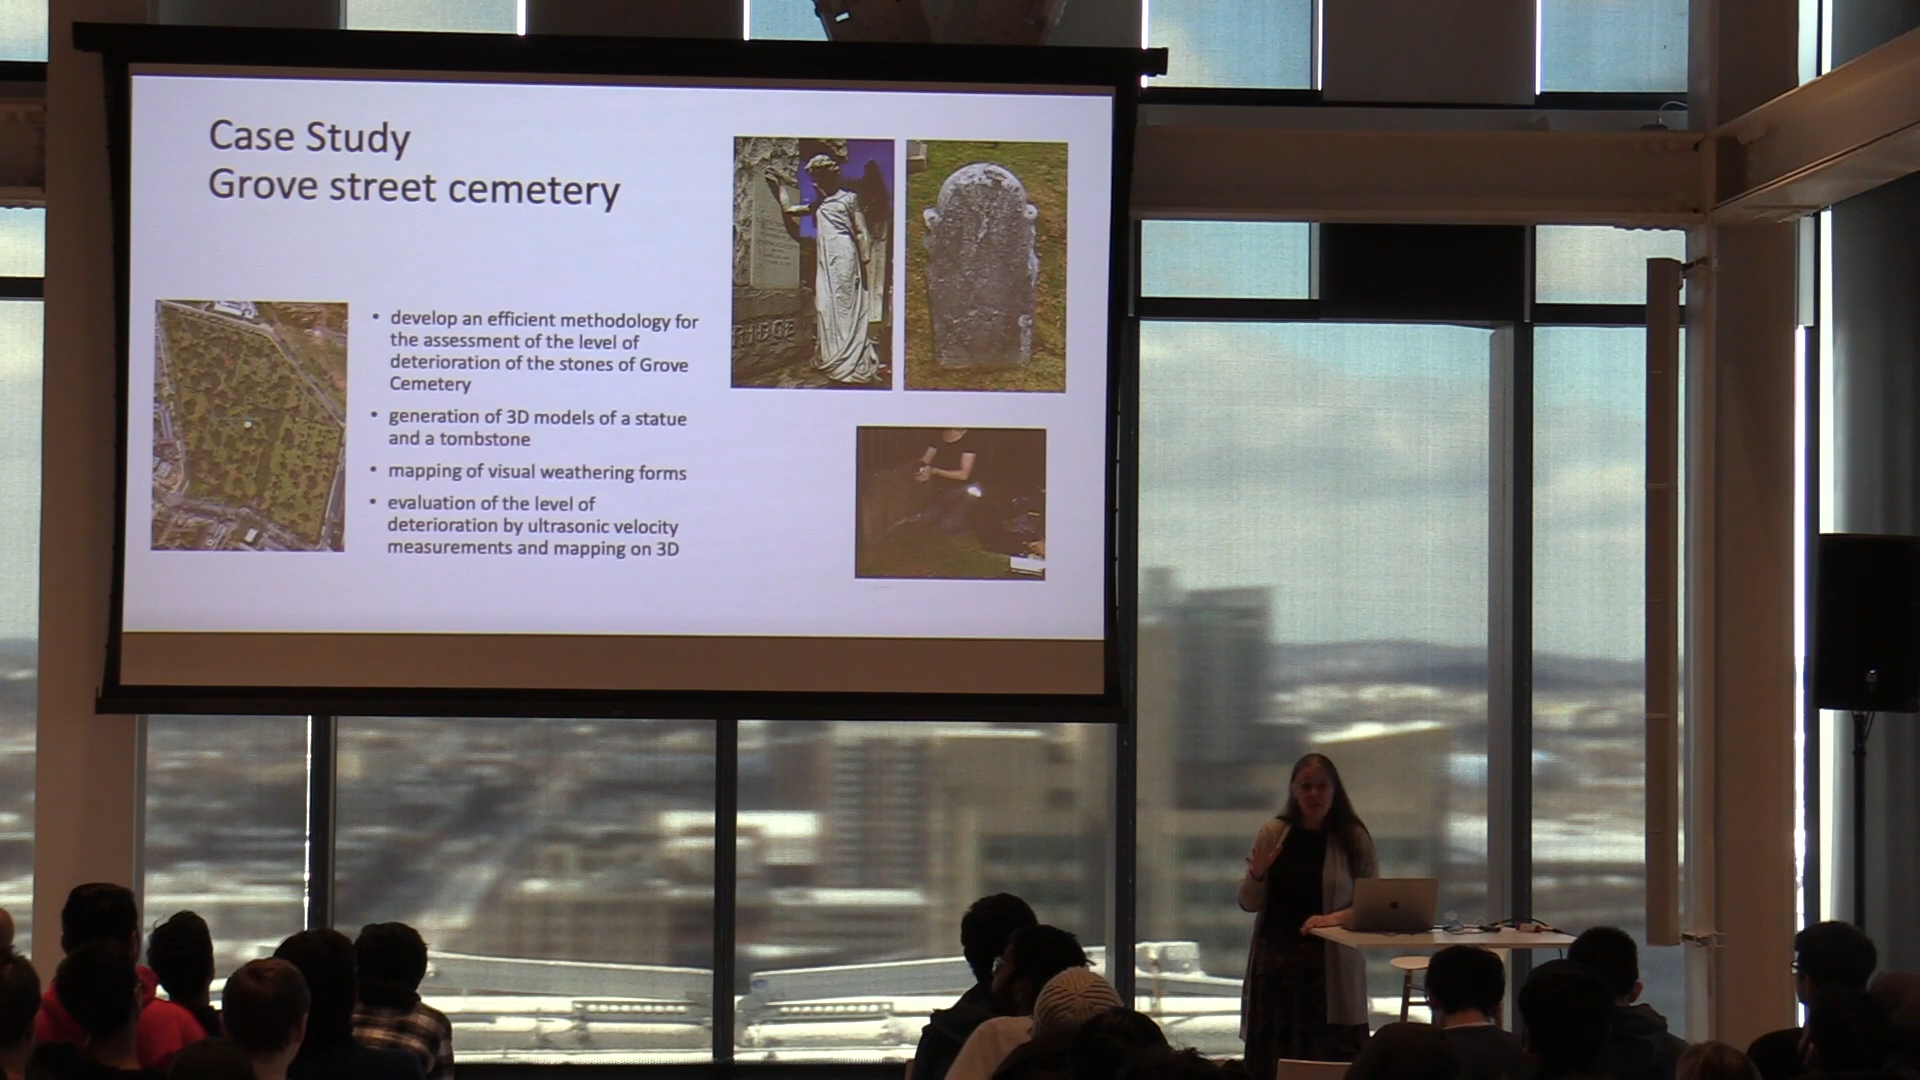 Case Study
Grove street cemetery
• develop an efficient methodology for
the assessment of the level of
deterioration of the stones of Grove
Cemetery
• generation of 3D models of a statue
and a tombstone
• mapping of visual weathering forms
• evaluation of the level of
deterioration by ultrasonic velocity
measurements and mapping on 3D